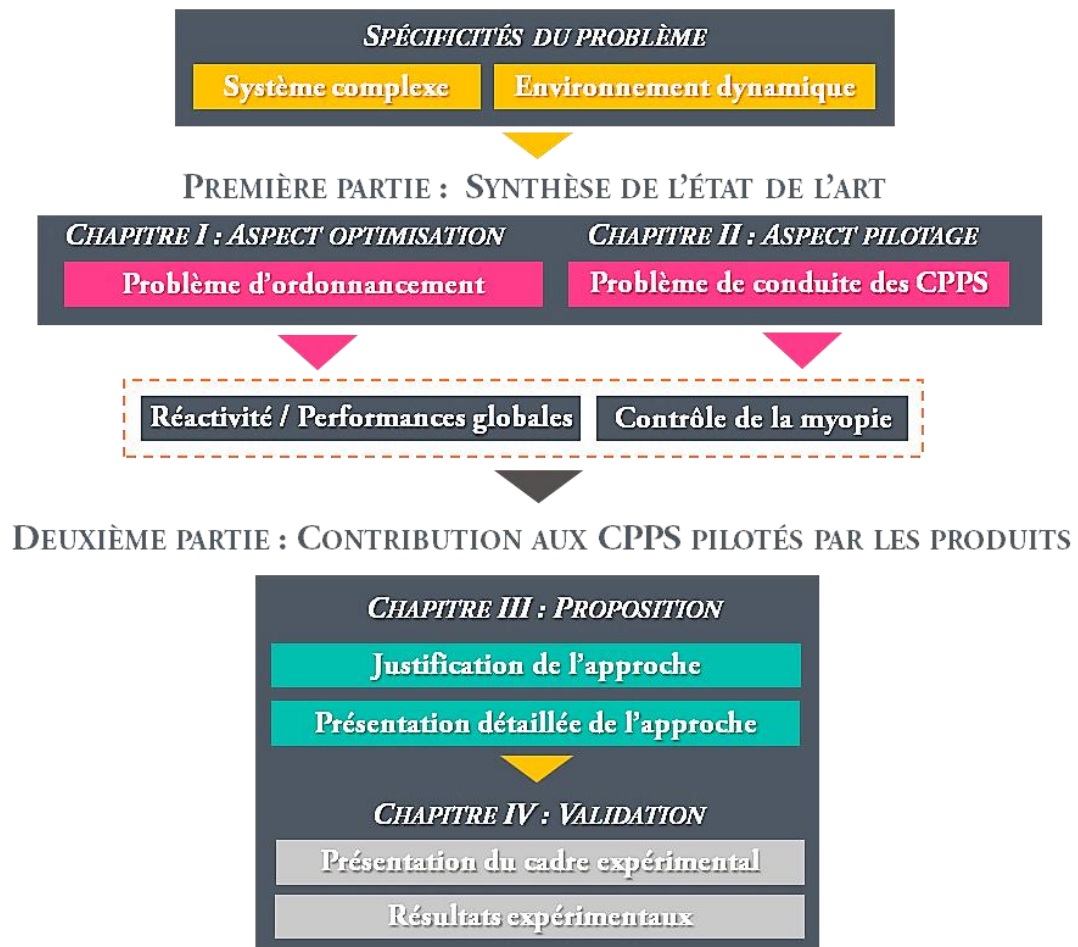 SPÉCIFICITÉS DU PROBLÈME
Système complexe
Environnement dynamique
PREMIÈRE PARTIE : SYNTHÈSE DE L'ÉTAT DE L'ART
CHAPITRE I : ASPECT OPTIMISATION
Problème d'ordonnancement
CHAPITRE II : ASPECT PILOTAGE
Problème de conduite des CPPS
Réactivité / Performances globales
Contrôle de la myopie
DEUXIÈME PARTIE : CONTRIBUTION AUX CPPS PILOTÉS PAR LES PRODUITS
CHAPITRE III : PROPOSITION
Justification de l'approche
Présentation détaillée de l'approche
CHAPITRE IV : VALIDATION
Présentation du cadre expérimental
Résultats expérimentaux